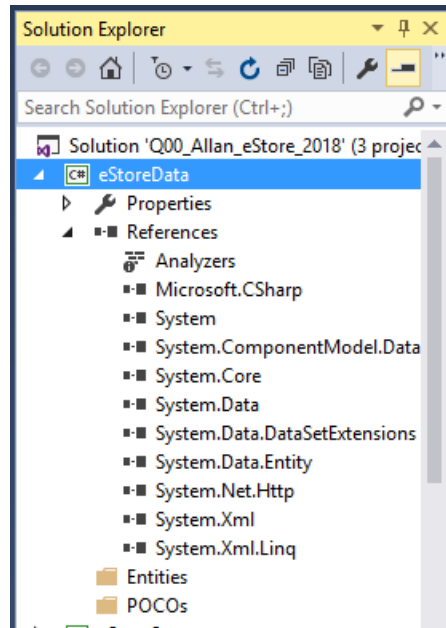 Solution Explorer
Search Solution Explorer (Ctrl+;)
Solution 'Q00_Allan_eStore_2018' (3 projec
C# eStoreData
Properties
References
Analyzers
Microsoft.CSharp
System
System.ComponentModel.Data
System.Core
System.Data
System.Data.DataSetExtensions
System.Data.Entity
System.Net.Http
System.Xml
System.Xml.Linq
Entities
POCOs